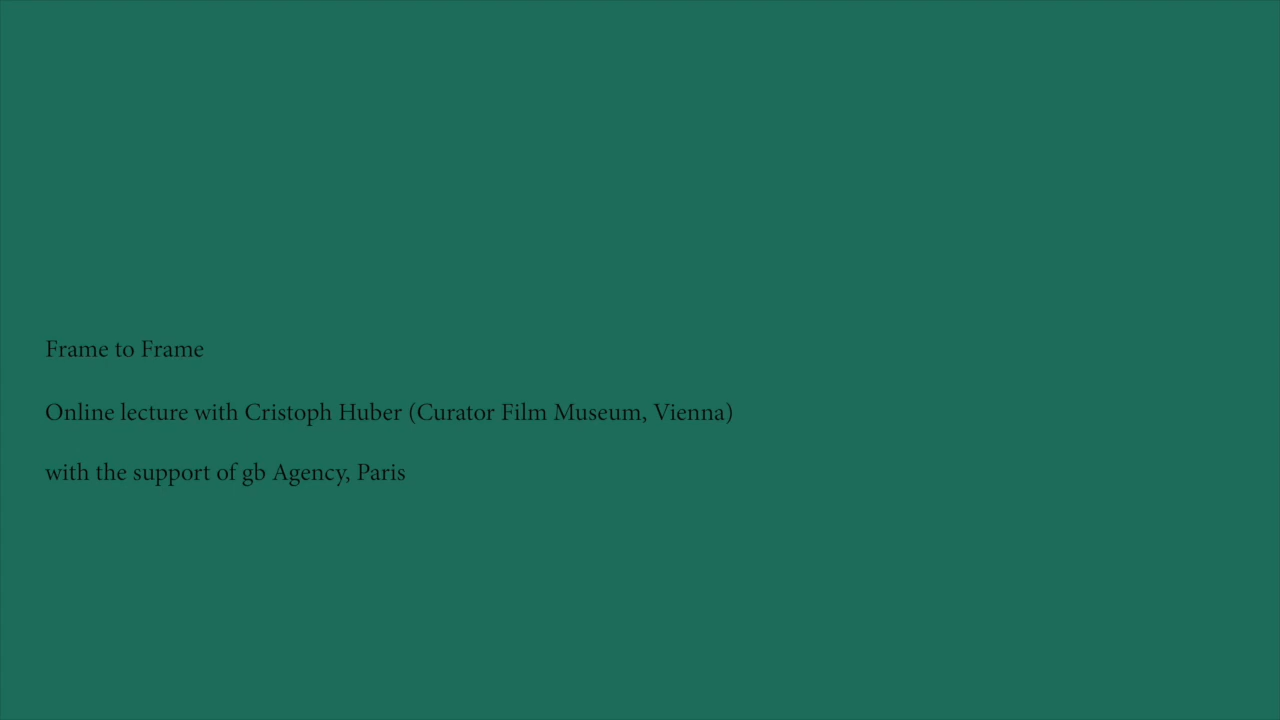 Frame to Frame
Online lecture with Cristoph Huber (Curator Film Museum, Vienna)
with the support of gb Agency, Paris